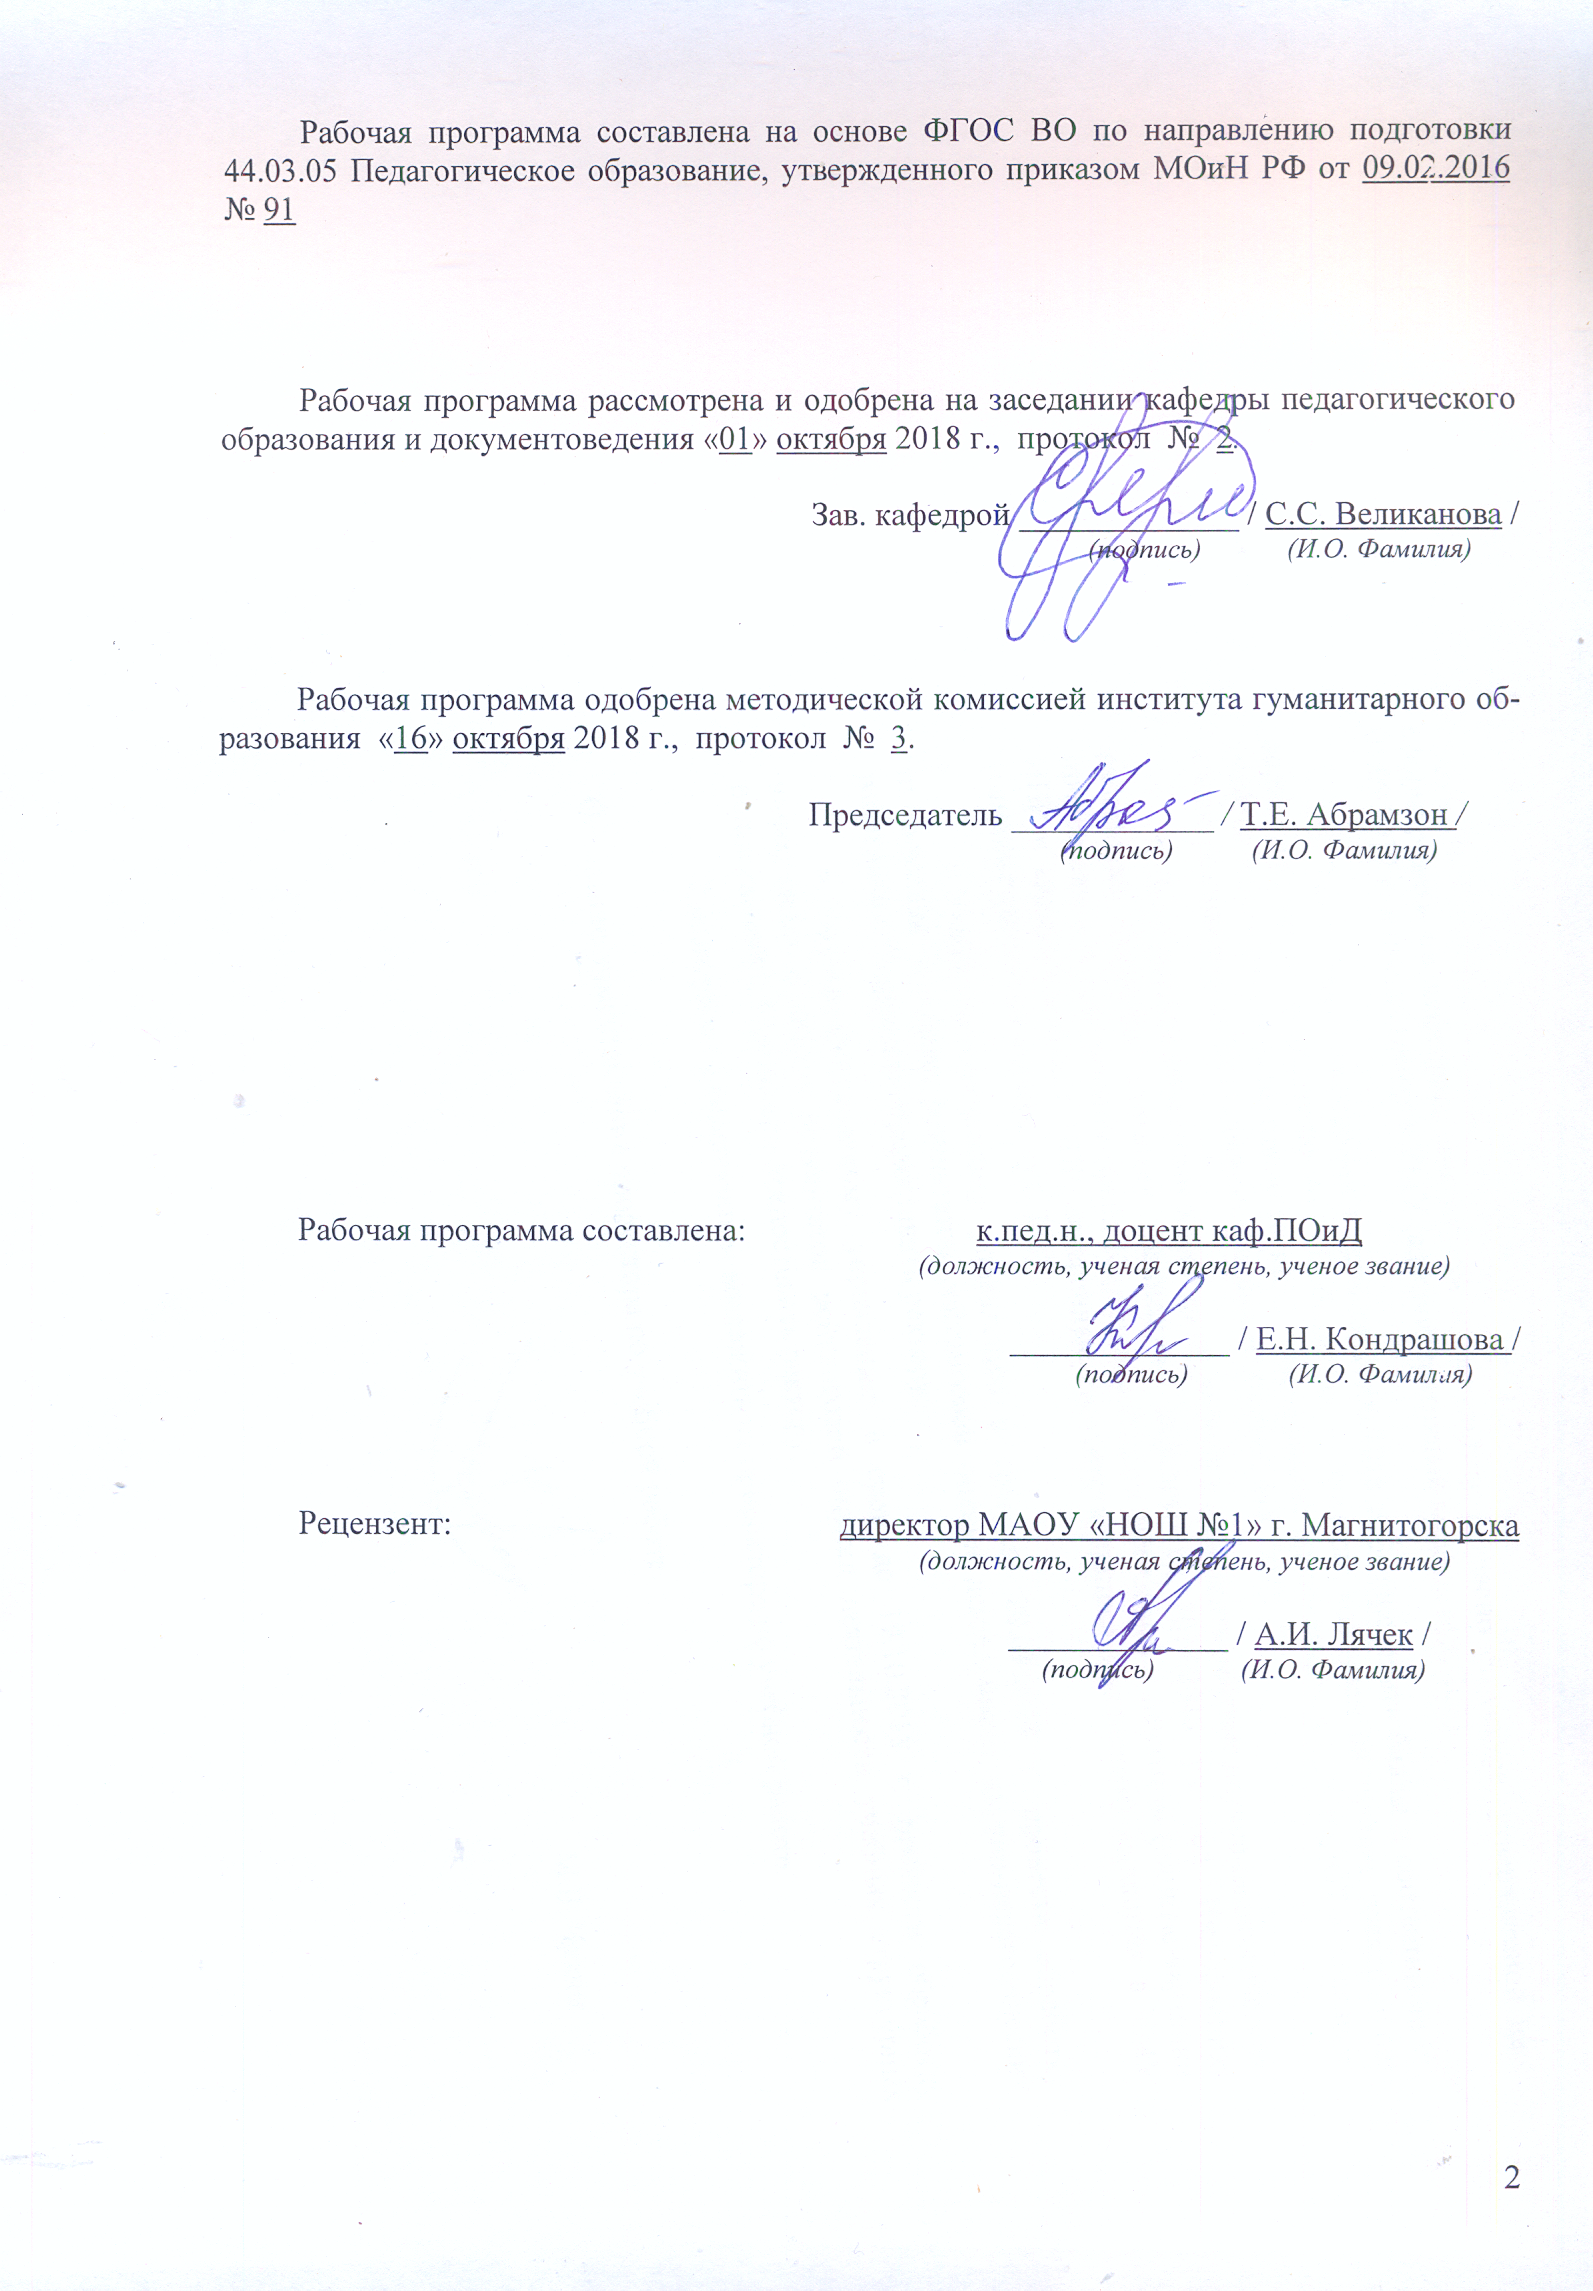 Рабочая программа составлена на основе ФГОС ВО по направлению подготовки
44.03.05 Педагогическое образование, утвержденного приказом МОиН РФ от 09.02.2016
№ 91
Рабочая программа рассмотрена и одобрена на заседании кафедры педагогического
образования и документоведения «01» октября 2018 г., протокол № 2.
Зав. кафедрой ____________ / С.С. Великанова /
(подпись) (И.О. Фамилия)
Рабочая программа одобрена методической комиссией института гуманитарного об-
разования «16» октября 2018 г., протокол № 3.
Председатель ____________ / Т.Е. Абрамзон /
(подпись) (И.О. Фамилия)
Рабочая программа составлена: к.пед.н., доцент каф.ПОиД
(должность, ученая степень, ученое звание)
____________ / Е.Н. Кондрашова /
(подпись) (И.О. Фамилия)
Рецензент: директор МАОУ «НОШ №1» г. Магнитогорска
(должность, ученая степень, ученое звание)
____________ / А.И. Лячек /
(подпись) (И.О. Фамилия)
2